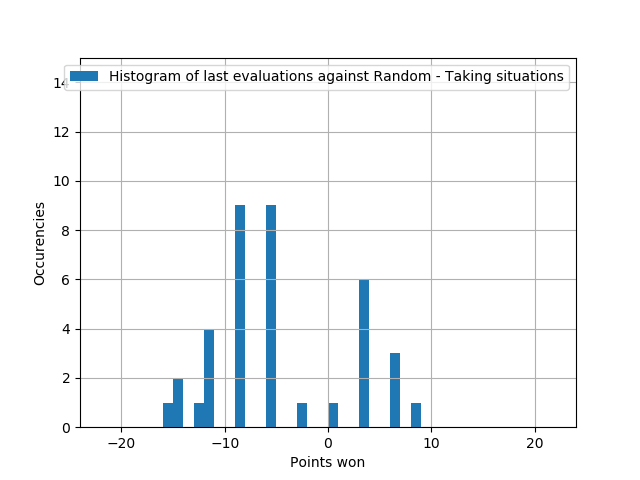 Histogram of last evaluations against Random - Taking situations
14
12
10
8
6
4
2
0
Occurencies
−20 −10 0 10 20
Points won